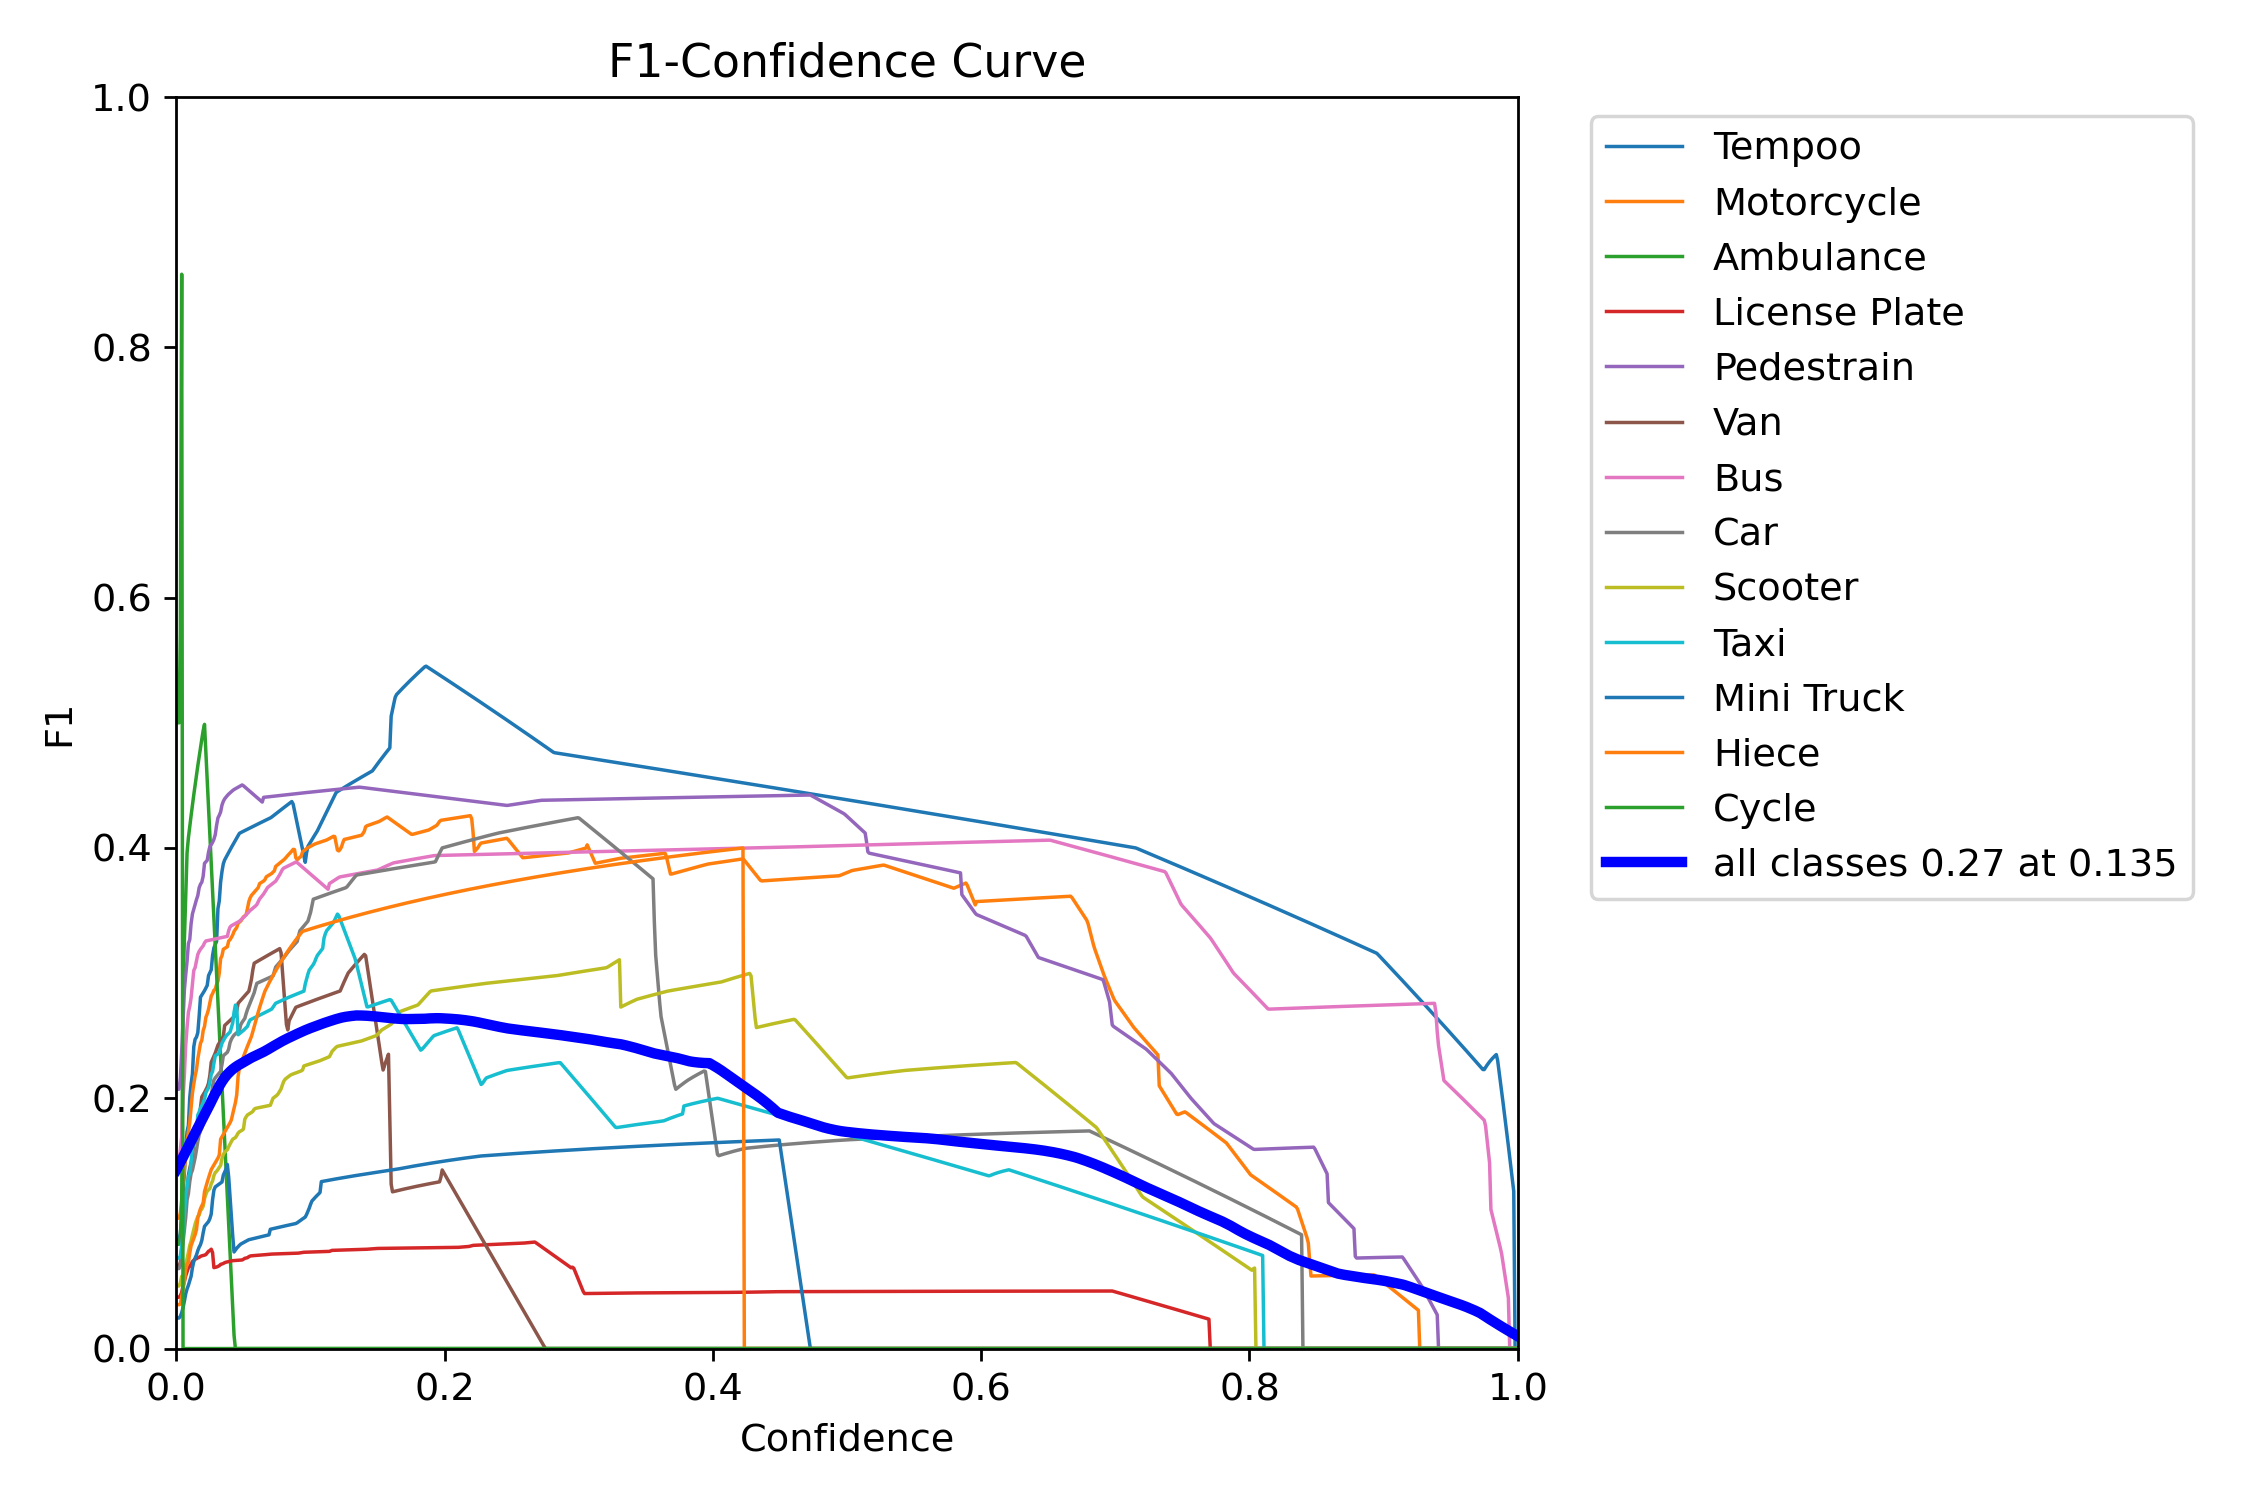 F1-Confidence Curve
1.0
0.8
0.6
0.4
0.2
0.0
F1
0.0 0.2 0.4 0.6 0.8 1.0
Confidence
Tempoo
Motorcycle
Ambulance
License Plate
Pedestrain
Van
Bus
Car
Scooter
Taxi
Mini Truck
Hiece
Cycle
all classes 0.27 at 0.135